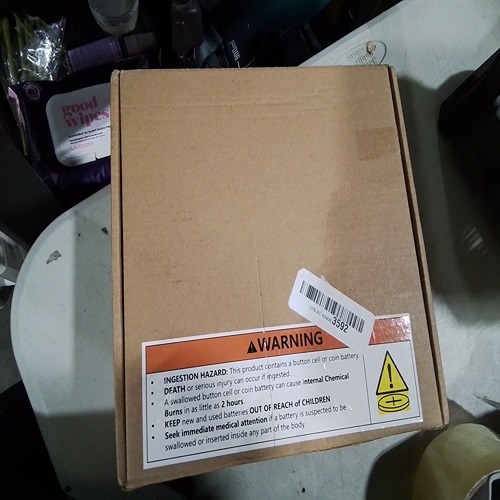 good
wipes
LAVENDER
3592
WARNING
INGESTION HAZARD: This product contains a button cell or coin battery.
DEATH or serious injury can occur if ingested.
A swallowed button cell or coin battery can cause internal Chemical
Burns in as little as 2 hours.
KEEP new and used batteries OUT OF REACH of CHILDREN
Seek immediate medical attention if a battery is suspected to be
swallowed or inserted inside any part of the body.